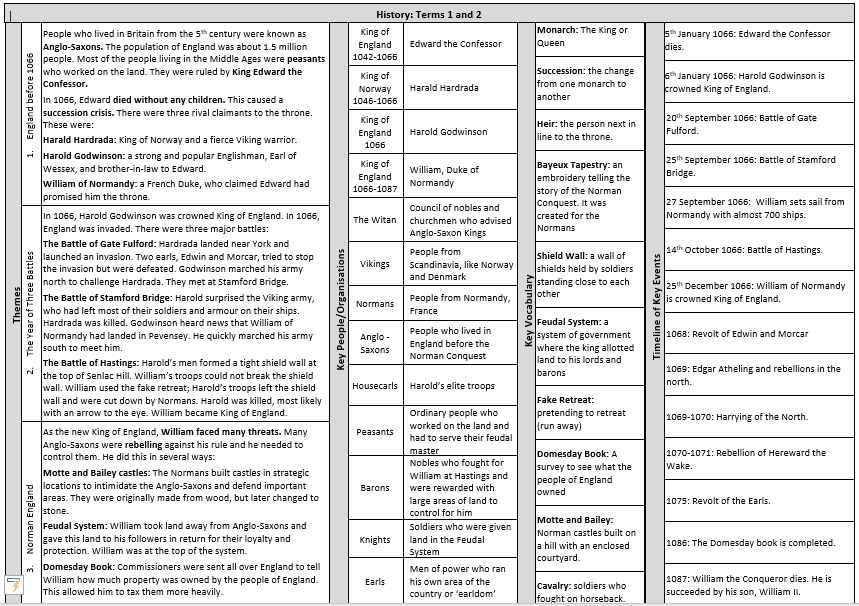 History: Terms 1 and 2
Themes
1. England before 1066
People who lived in Britain from the 5th century were known as
Anglo-Saxons. The population of England was about 1.5 million
people. Most of the people living in the Middle Ages were peasants
who worked on the land. They were ruled by King Edward the
Confessor.
In 1066, Edward died without any children. This caused a
succession crisis. There were three rival claimants to the throne.
These were:
Harald Hardrada: King of Norway and a fierce Viking warrior.
Harold Godwinson: a strong and popular Englishman, Earl of
Wessex, and brother-in-law to Edward.
William of Normandy: a French Duke, who claimed Edward had
promised him the throne.
2. The Year of Three Battles
In 1066, Harold Godwinson was crowned King of England. In 1066,
England was invaded. There were three major battles:
The Battle of Gate Fulford: Hardrada landed near York and
launched an invasion. Two earls, Edwin and Morcar, tried to stop
the invasion but were defeated. Godwinson marched his army
north to challenge Hardrada. They met at Stamford Bridge.
The Battle of Stamford Bridge: Harold surprised the Viking army,
who had left most of their soldiers and armour on their ships.
Hardrada was killed. Godwinson heard news that William of
Normandy had landed in Pevensey. He quickly marched his army
south to meet him.
The Battle of Hastings: Harold's men formed a tight shield wall at
the top of Senlac Hill. William's troops could not break the shield
wall. William used the fake retreat; Harold's troops left the shield
wall and were cut down by Normans. Harold was killed, most likely
with an arrow to the eye. William became King of England.
3. Norman England
As the new King of England, William faced many threats. Many
Anglo-Saxons were rebelling against his rule and he needed to
control them. He did this in several ways:
Motte and Bailey castles: The Normans built castles in strategic
locations to intimidate the Anglo-Saxons and defend important
areas. They were originally made from wood, but later changed to
stone.
Feudal System: William took land away from Anglo-Saxons and
gave this land to his followers in return for their loyalty and
protection. William was at the top of the system.
Domesday Book: Commissioners were sent all over England to tell
William how much property was owned by the people of England.
This allowed him to tax them more heavily.
Key People/Organisations
King of
England
1042-1066
Edward the Confessor
King of
Norway
1046-1066
Harald Hardrada
King of
England
1066
Harold Godwinson
King of
England
1066-1087
William, Duke of
Normandy
The Witan
Council of nobles and
churchmen who advised
Anglo-Saxon Kings
Vikings
People from
Scandinavia, like Norway
and Denmark
Normans
People from Normandy,
France
Anglo -
Saxons
People who lived in
England before the
Norman Conquest
Housecarls
Harold's elite troops
Peasants
Ordinary people who
worked on the land and
had to serve their feudal
master
Barons
Nobles who fought for
William at Hastings and
were rewarded with
large areas of land to
control for him
Knights
Soldiers who were given
land in the Feudal
System
Earls
Men of power who ran
his own area of the
country or 'earldom'
Key Vocabulary
Monarch: The King or
Queen
Succession: the change
from one monarch to
another
Heir: the person next in
line to the throne.
Bayeux Tapestry: an
embroidery telling the
story of the Norman
Conquest. It was
created for the
Normans
Shield Wall: a wall of
shields held by soldiers
standing close to each
other
Feudal System: a
system of government
where the king allotted
land to his lords and
barons
Fake Retreat:
pretending to retreat
(run away)
Domesday Book: A
survey to see what the
people of England
owned
Motte and Bailey:
Norman castles built on
a hill with an enclosed
courtyard.
Cavalry: soldiers who
fought on horseback.
Timeline of Key Events
5th January 1066: Edward the Confessor
dies.
6th January 1066: Harold Godwinson is
crowned King of England.
20th September 1066: Battle of Gate
Fulford.
25th September 1066: Battle of Stamford
Bridge.
27 September 1066: William sets sail from
Normandy with almost 700 ships.
14th October 1066: Battle of Hastings.
25th December 1066: William of Normandy
is crowned King of England.
1068: Revolt of Edwin and Morcar
1069: Edgar Atheling and rebellions in the
north.
1069-1070: Harrying of the North.
1070-1071: Rebellion of Hereward the
Wake.
1075: Revolt of the Earls.
1086: The Domesday book is completed.
1087: William the Conqueror dies. He is
succeeded by his son, William II.